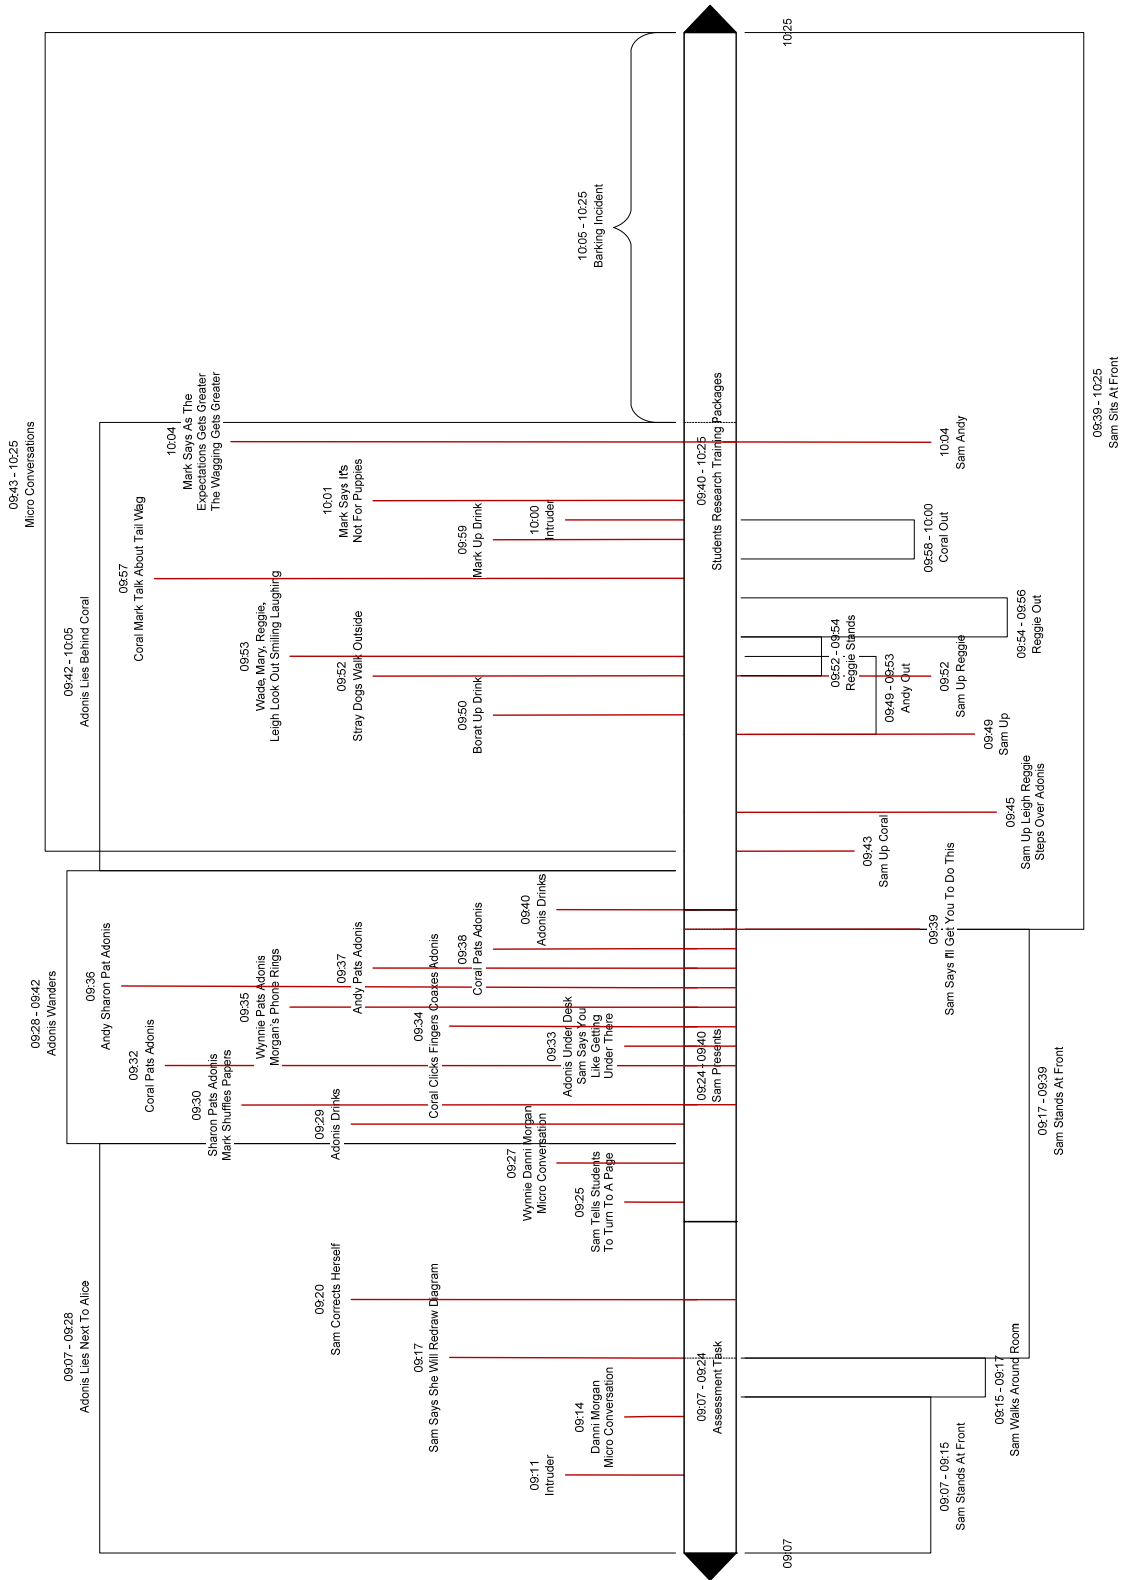 09:43 - 10:25
Micro Conversations
09:07 - 09:28
Adonis Lies Next To Alice
09:28 - 09:42
Adonis Wanders
09:42 - 10:05
Adonis Lies Behind Coral
09:11
Intruder
09:14
Danni Morgan
Micro Conversation
09:17
Sam Says She Will Redraw Diagram
09:20
Sam Corrects Herself
09:25
Sam Tells Students
To Turn To A Page
09:27
Wynnie Danni Morgan
Micro Conversation
09:29
Adonis Drinks
09:30
Sharon Pats Adonis
Mark Shuffles Papers
09:32
Coral Pats Adonis
09:33
Adonis Under Desk
Sam Says You
Like Getting
Under There
09:34
Coral Clicks Fingers Coaxes Adonis
09:35
Wynnie Pats Adonis
Morgan's Phone Rings
09:36
Andy Sharon Pat Adonis
09:37
Andy Pats Adonis
09:38
Coral Pats Adonis
09:40
Adonis Drinks
09:50
Borat Up Drink
09:52
Stray Dogs Walk Outside
09:53
Wade, Mary, Reggie,
Leigh Look Out Smiling Laughing
09:57
Coral Mark Talk About Tail Wag
09:59
Mark Up Drink
10:00
Intruder
10:01
Mark Says It's
Not For Puppies
10:04
Mark Says As The
Expectations Gets Greater
The Wagging Gets Greater
10:05 - 10:25
Barking Incident
09:07 - 09:24
Assessment Task
09:24 - 09:40
Sam Presents
09:40 - 10:25
Students Research Training Packages
09:07
10:25
09:07 - 09:15
Sam Stands At Front
09:15 - 09:17
Sam Walks Around Room
09:17 - 09:39
Sam Stands At Front
09:39
Sam Says I'll Get You To Do This
09:43
Sam Up Coral
09:45
Sam Up Leigh Reggie
Steps Over Adonis
09:49
Sam Up
09:49 - 09:53
Andy Out
09:52
Sam Up Reggie
09:52 - 09:54
Reggie Stands
09:54 - 09:56
Reggie Out
09:58 - 10:00
Coral Out
10:04
Sam Andy
09:39 - 10:25
Sam Sits At Front